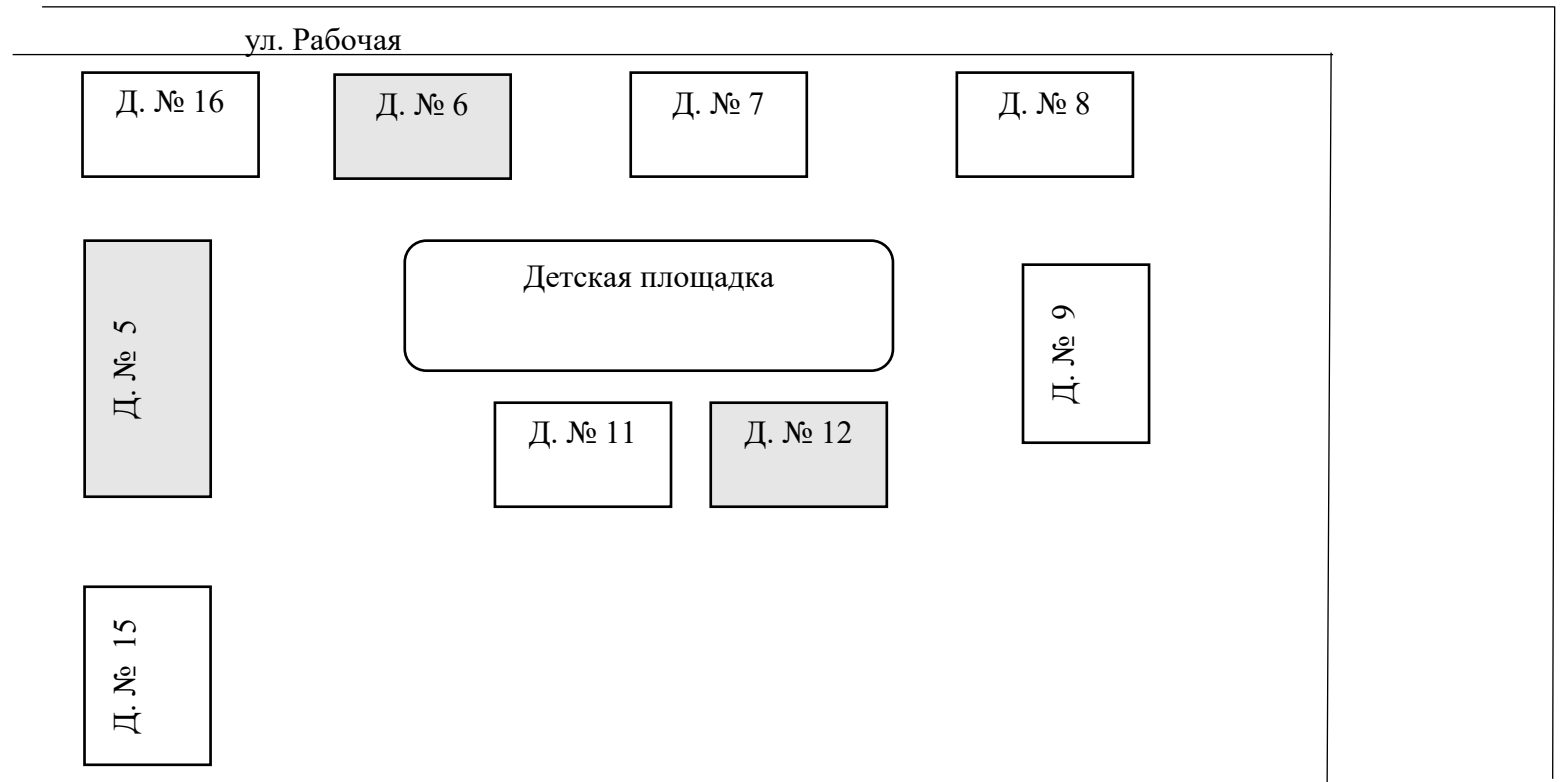 ул. Рабочая
Д. № 16
Д. № 6
Д. № 7
Д. № 8
Д. № 5
Детская площадка
Д. № 9
Д. № 11
Д. № 12
Д. № 15